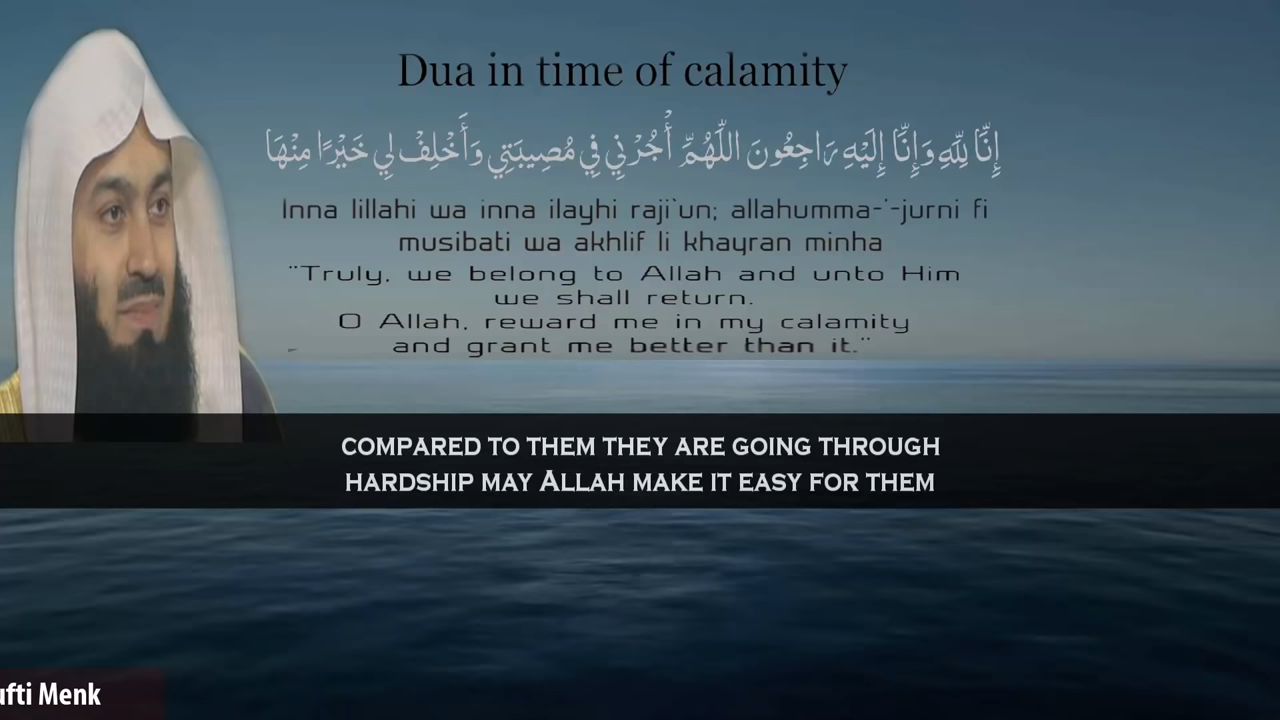 Dua in time of calamity
إِنَّا لِلَّهِ وَإِنَّا إِلَيْهِ رَاجِعُونَ اللَّهُمَّ أْجُرْنِي فِي مُصِيبَتِي وَأَخْلِفْ لِي خَيْرًا مِنْهَا
Inna lillahi wa inna ilayhi raji`un; allahumma-'-jurni fi
musibati wa akhlif li khayran minha
"Truly, we belong to Allah and unto Him
we shall return.
O Allah, reward me in my calamity
and grant me better than it."
COMPARED TO THEM THEY ARE GOING THROUGH
HARDSHIP MAY ALLAH MAKE IT EASY FOR THEM
ufti Menk